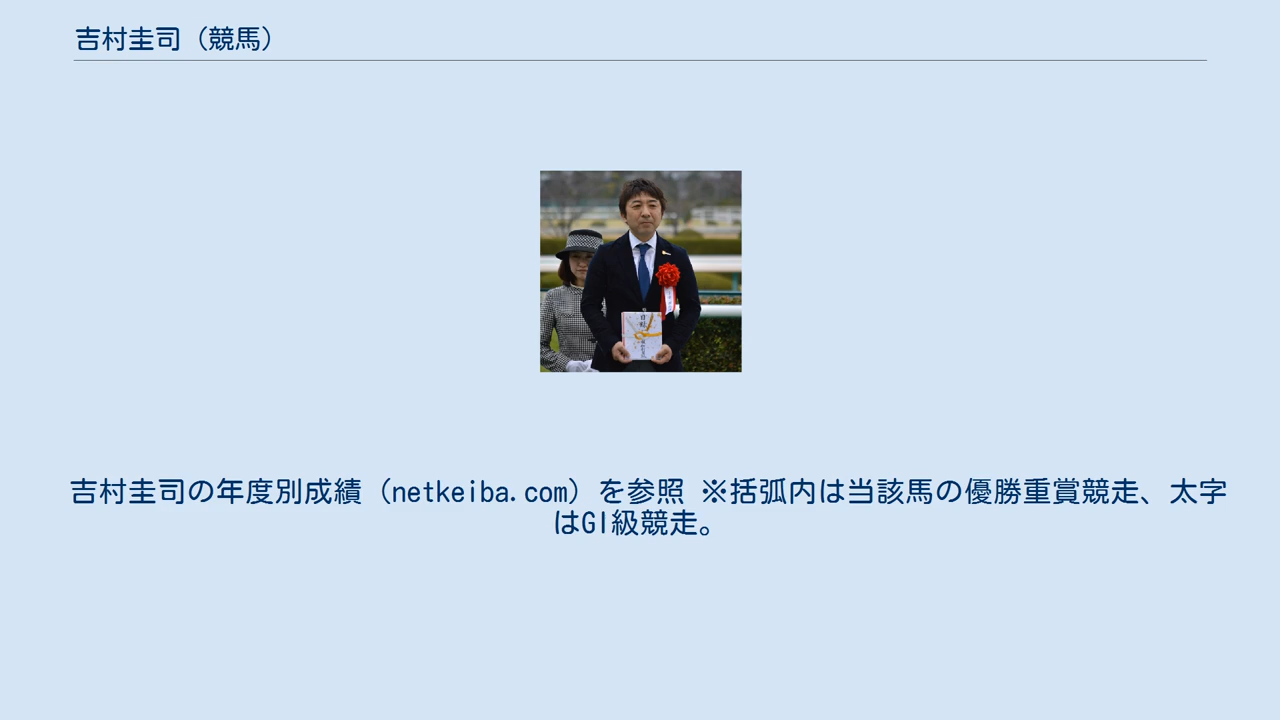 吉村圭司（競馬）
吉村圭司の年度別成績（netkeiba.com）を参照 ※括弧内は当該馬の優勝重賞競走、太字
はGI級競走。